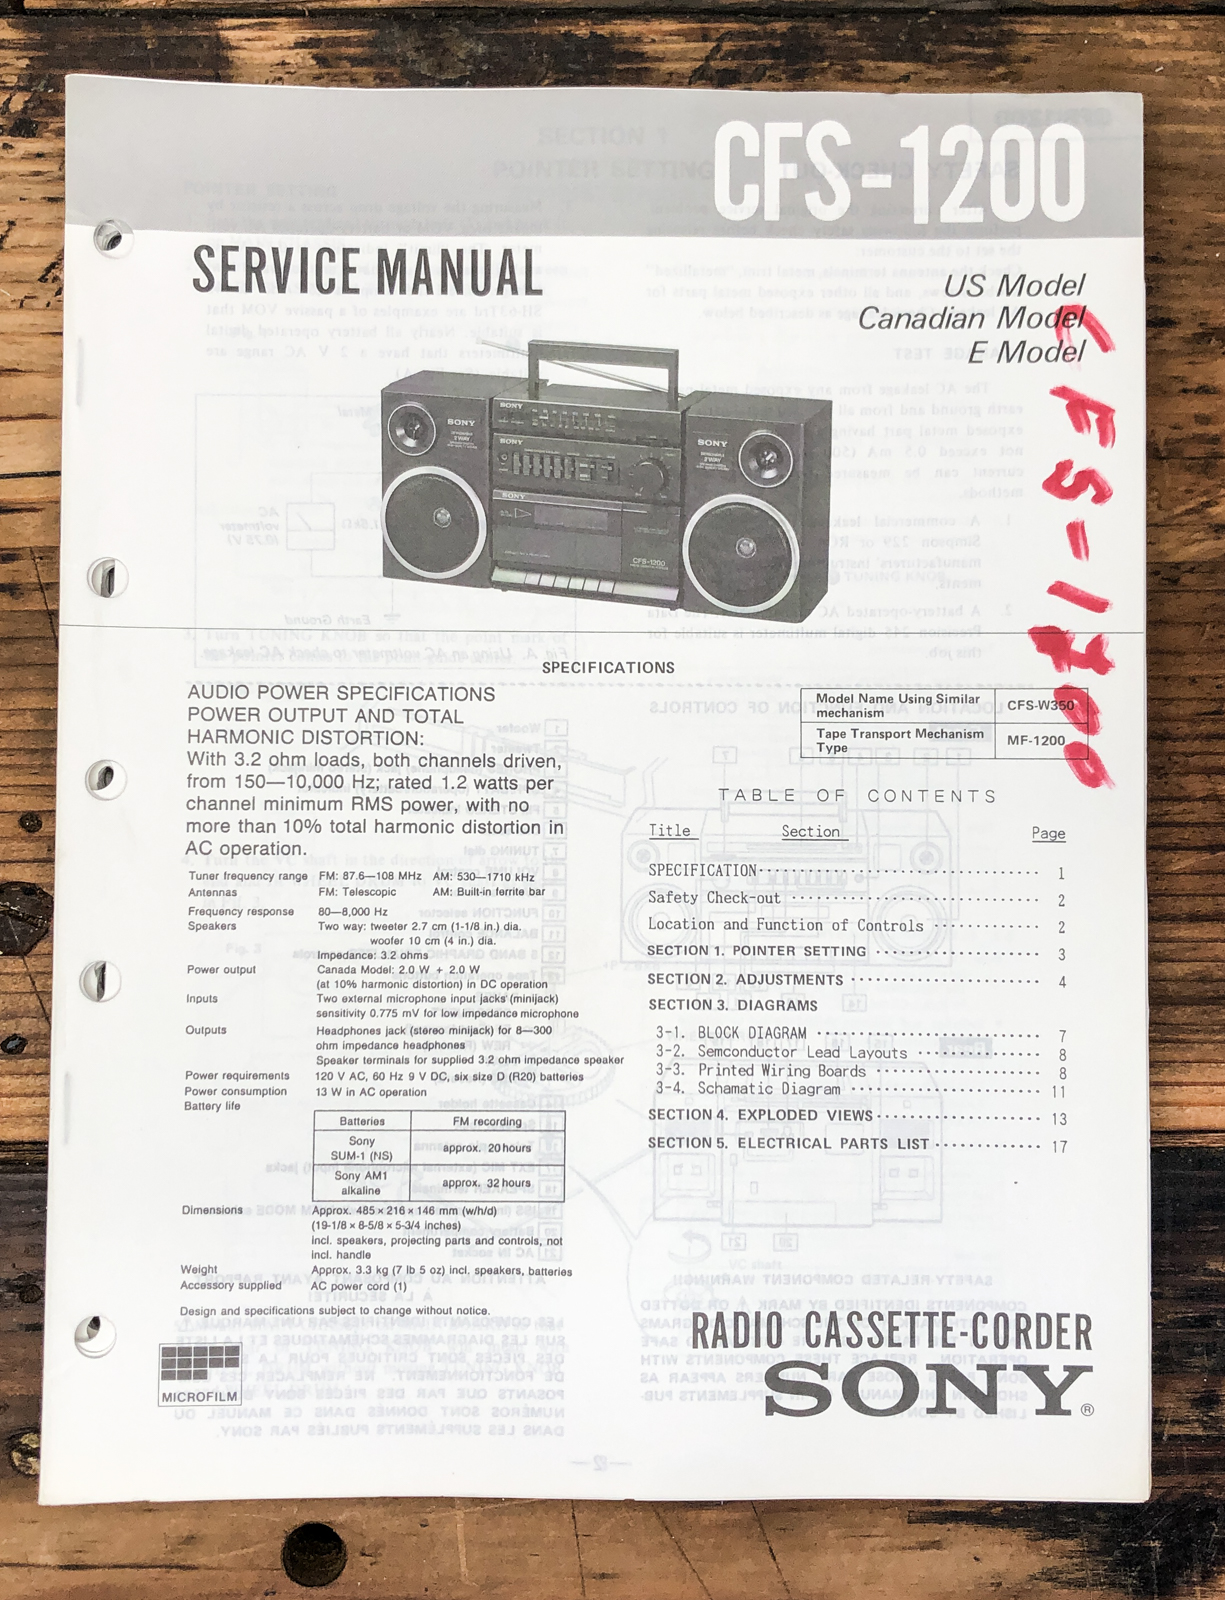 CFS-1200
SERVICE MANUAL
US Model
Canadian Model
E Model
CFS-1200
SONY
SONY
SONY
SONY
SONY
CFS-1200
SPECIFICATIONS
AUDIO POWER SPECIFICATIONS
POWER OUTPUT AND TOTAL
HARMONIC DISTORTION:
With 3.2 ohm loads, both channels driven,
from 150—10,000 Hz; rated 1.2 watts per
channel minimum RMS power, with no
more than 10% total harmonic distortion in
AC operation.
Tuner frequency range FM: 87.6—108 MHz AM: 530—1710 kHz
Antennas FM: Telescopic AM: Built-in ferrite bar
Frequency response 80—8,000 Hz
Speakers Two way: tweeter 2.7 cm (1-1/8 in.) dia.
woofer 10 cm (4 in.) dia.
Impedance: 3.2 ohms
Power output Canada Model: 2.0 W + 2.0 W
(at 10% harmonic distortion) in DC operation
Inputs Two external microphone input jacks (minijack)
sensitivity 0.775 mV for low impedance microphone
Outputs Headphones jack (stereo minijack) for 8—300
ohm impedance headphones
Speaker terminals for supplied 3.2 ohm impedance speaker
Power requirements 120 V AC, 60 Hz 9 V DC, six size D (R20) batteries
Power consumption 13 W in AC operation
Battery life
Batteries FM recording
Sony
SUM-1 (NS) approx. 20 hours
Sony AM1
alkaline approx. 32 hours
Dimensions Approx. 485 × 216 × 146 mm (w/h/d)
(19-1/8 × 8-5/8 × 5-3/4 inches)
incl. speakers, projecting parts and controls, not
incl. handle
Weight Approx. 3.3 kg (7 lb 5 oz) incl. speakers, batteries
Accessory supplied AC power cord (1)
Design and specifications subject to change without notice.
MICROFILM
Model Name Using Similar
mechanism CFS-W350
Tape Transport Mechanism
Type MF-1200
TABLE OF CONTENTS
Title Section Page
SPECIFICATION 1
Safety Check-out 2
Location and Function of Controls 2
SECTION 1. POINTER SETTING 3
SECTION 2. ADJUSTMENTS 4
SECTION 3. DIAGRAMS
3-1. BLOCK DIAGRAM 7
3-2. Semconductor Lead Layouts 8
3-3. Printed Wiring Boards 8
3-4. Schamatic Diagram 11
SECTION 4. EXPLODED VIEWS 13
SECTION 5. ELECTRICAL PARTS LIST 17
RADIO CASSETTE-CORDER
SONY®